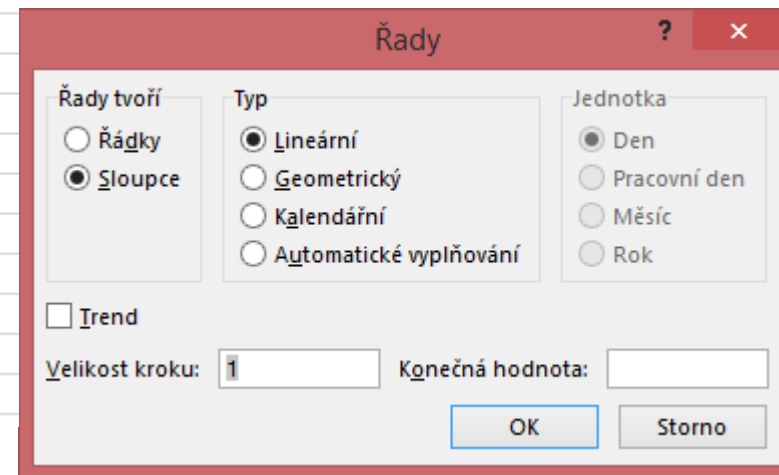 Řady
Řady tvoří
Řádky
Sloupce
Typ
Lineární
Geometrický
Kalendářní
Automatické vyplňování
Jednotka
Den
Pracovní den
Měsíc
Rok
Trend
Velikost kroku: 1
Konečná hodnota:
OK
Storno